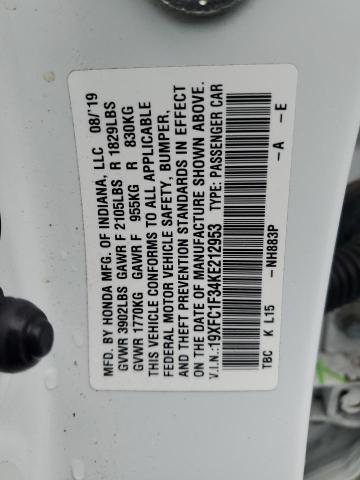 MFD. BY HONDA MFG. OF INDIANA, LLC 08/'19
GVWR 3902LBS GAWR F 2105LBS R 1829LBS
GVWR 1770KG GAWR F 955KG R 830KG
THIS VEHICLE CONFORMS TO ALL APPLICABLE
FEDERAL MOTOR VEHICLE SAFETY, BUMPER,
AND THEFT PREVENTION STANDARDS IN EFFECT
ON THE DATE OF MANUFACTURE SHOWN ABOVE.
V.I.N.:19XFC1F34KE212953 TYPE: PASSENGER CAR
TBC K L15 -NH883P -A -E